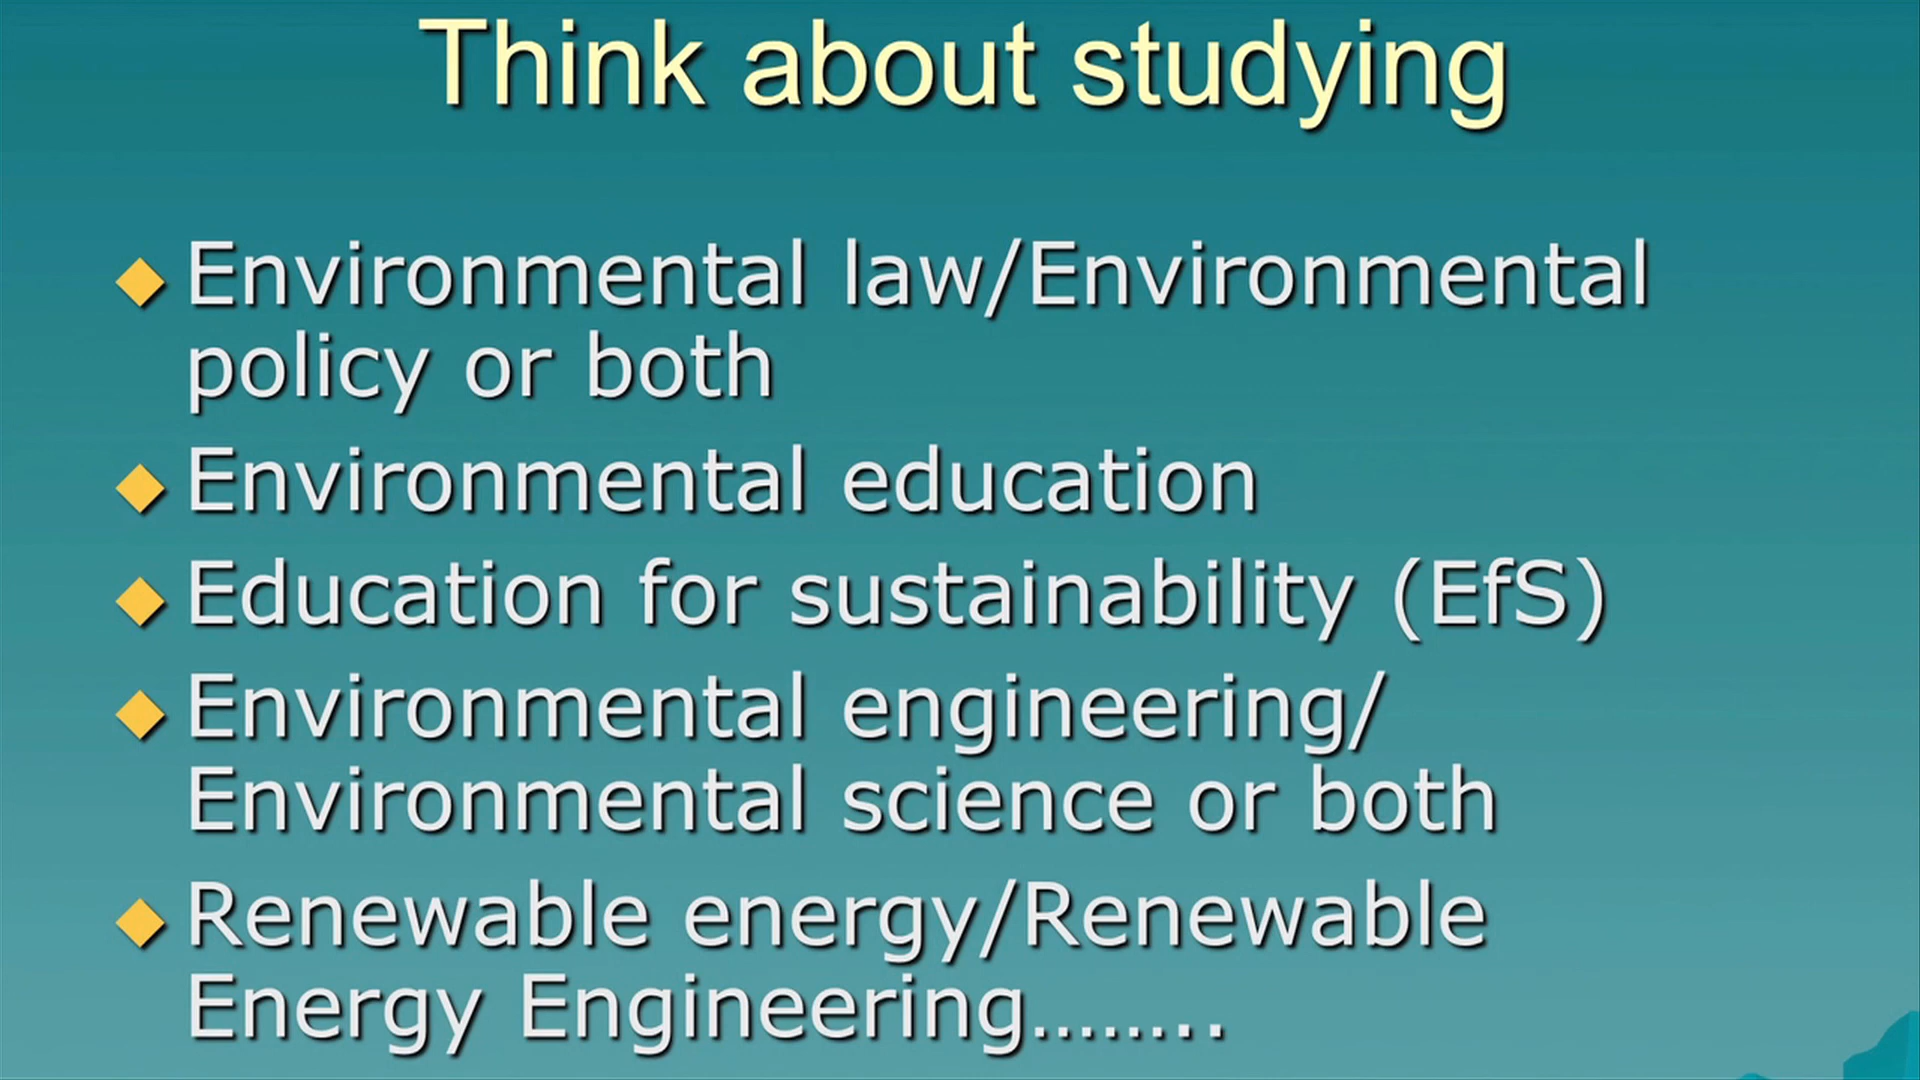 Think about studying
Environmental law/Environmental
policy or both
Environmental education
Education for sustainability (EfS)
Environmental engineering/
Environmental science or both
Renewable energy/Renewable
Energy Engineering……..